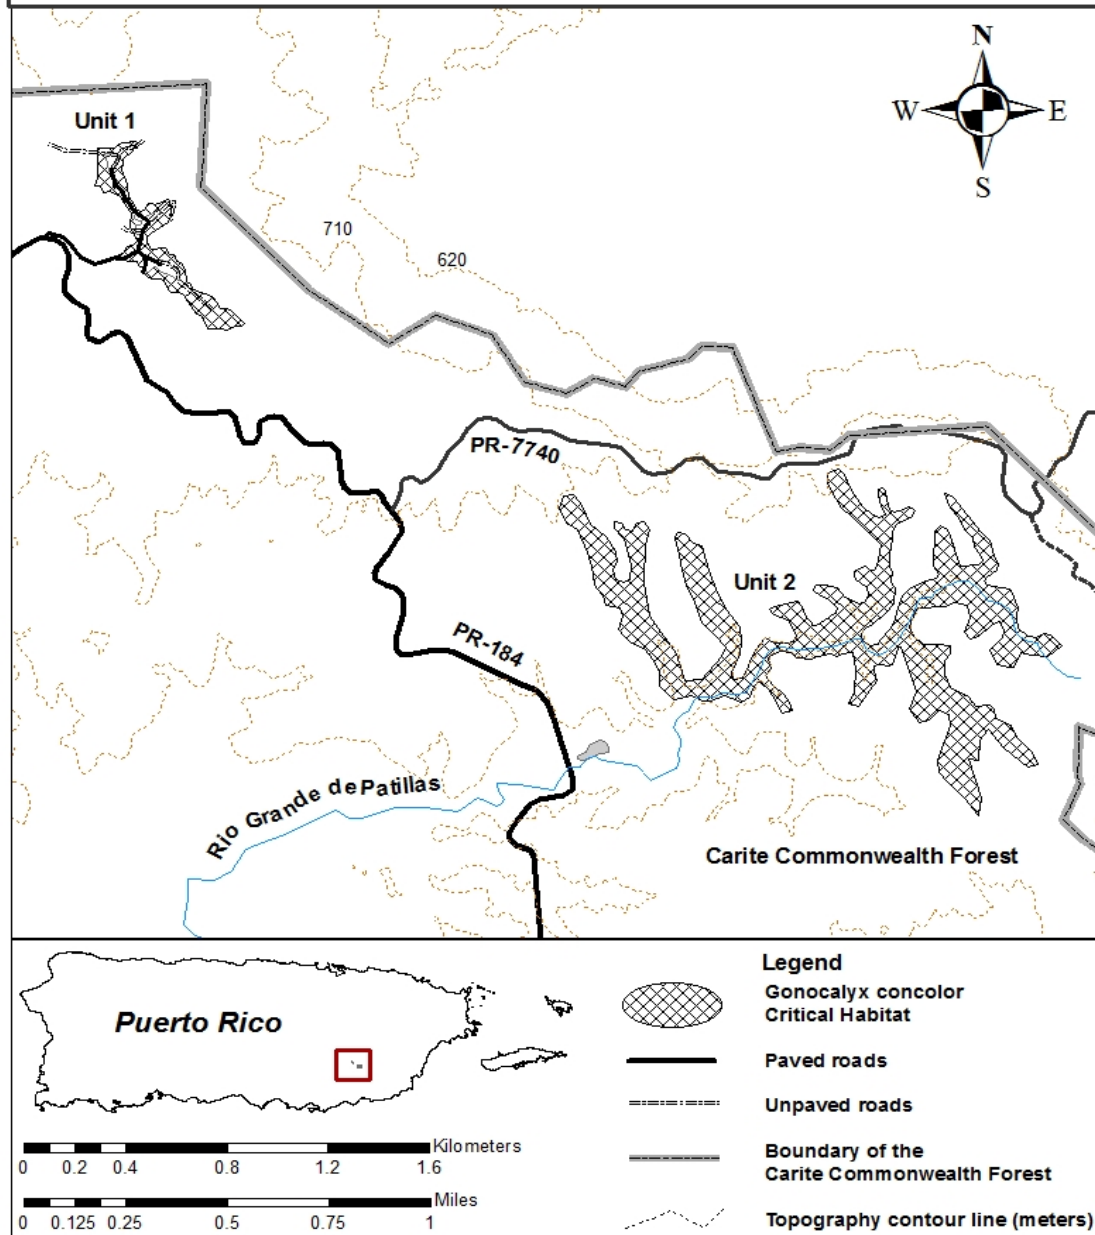 N
W E
S
Unit 1
710
620
PR-7740
Unit 2
PR-184
Rio Grande de Patillas
Carite Commonwealth Forest
Puerto Rico
Kilometers
0 0.2 0.4 0.8 1.2 1.6
Miles
0 0.125 0.25 0.5 0.75 1
Legend
Gonocalyx concolor
Critical Habitat
Paved roads
Unpaved roads
Boundary of the
Carite Commonwealth Forest
Topography contour line (meters)